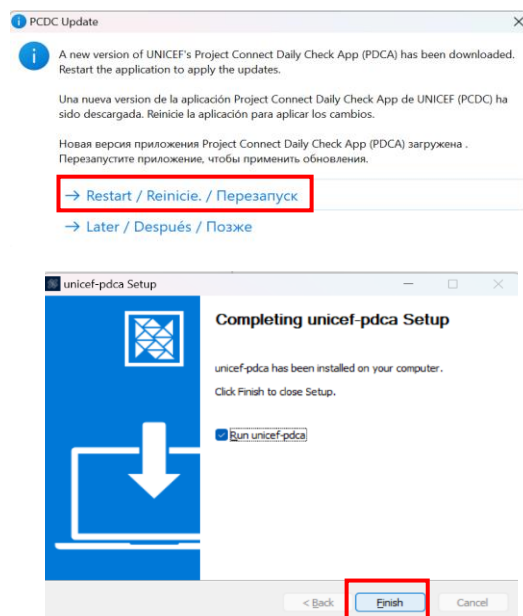 PCDC Update
A new version of UNICEF's Project Connect Daily Check App (PDCA) has been downloaded.
Restart the application to apply the updates.
Una nueva version de la aplicación Project Connect Daily Check App de UNICEF (PCDC) ha
sido descargada. Reinicie la aplicación para aplicar los cambios.
Новая версия приложения Project Connect Daily Check App (PDCA) загружена .
Перезапустите приложение, чтобы применить обновления.
→ Restart / Reinicie. / Перезапуск
→ Later / Después / Позже
unicef-pdca Setup
Completing unicef-pdca Setup
unicef-pdca has been installed on your computer.
Click Finish to close Setup.
Run unicef-pdca
< Back Finish Cancel